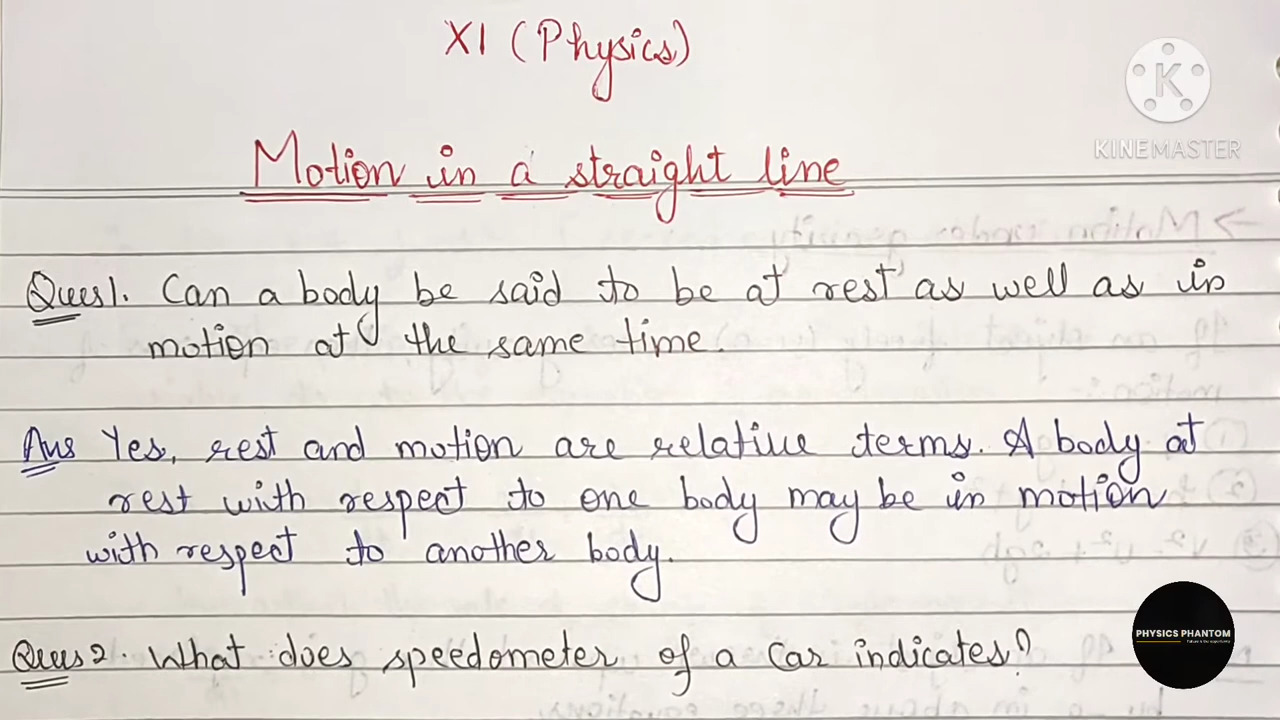 XI (Physics)
K
KINEMASTER
Motion in a straight line
Ques1. Can a body be said to be at rest as well as in
motion at the same time.
Ans Yes, rest and motion are relative terms. A body at
rest with respect to one body may be in motion
with respect to another body.
PHYSICS PHANTOM
Ques 2. What does speedometer of a car indicates?